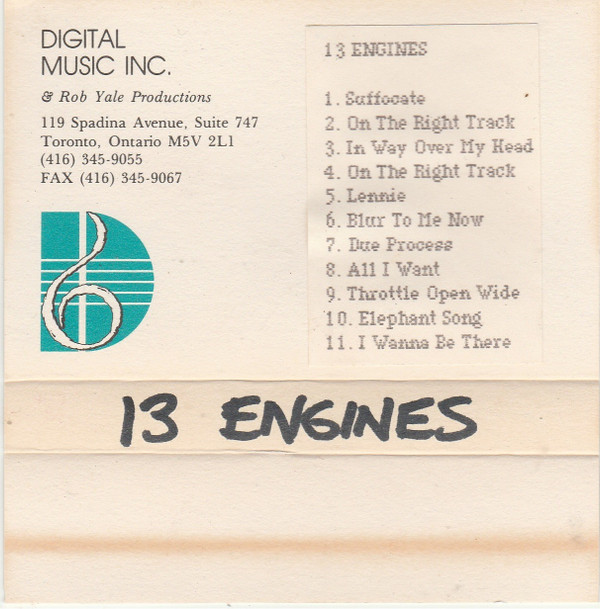 DIGITAL
MUSIC INC.
& Rob Yale Productions
119 Spadina Avenue, Suite 747
Toronto, Ontario M5V 2L1
(416) 345-9055
FAX (416) 345-9067
13 ENGINES
1. Suffocate
2. On The Right Track
3. In Way Over My Head
4. On The Right Track
5. Lennie
6. Blur To Me Now
7. Due Process
8. All I Want
9. Throttle Open Wide
10. Elephant Song
11. I Wanna Be There
13 ENGINES